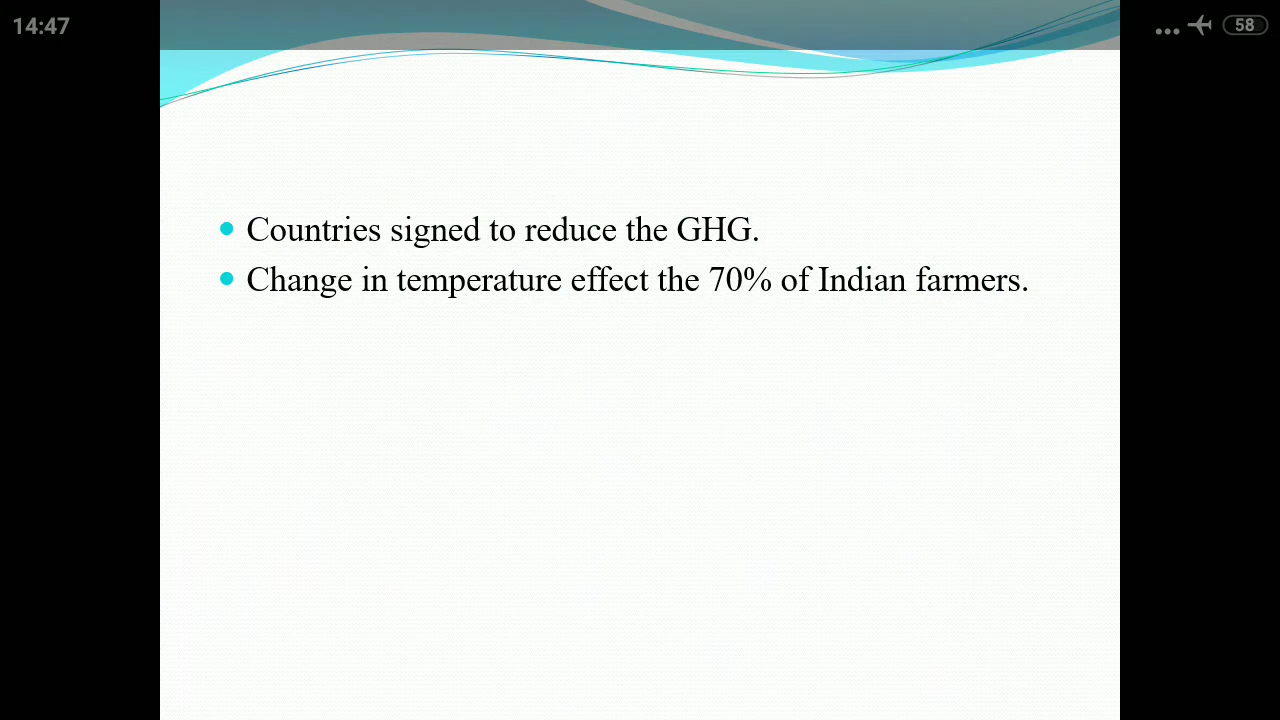 14:47
58
Countries signed to reduce the GHG.
Change in temperature effect the 70% of Indian farmers.